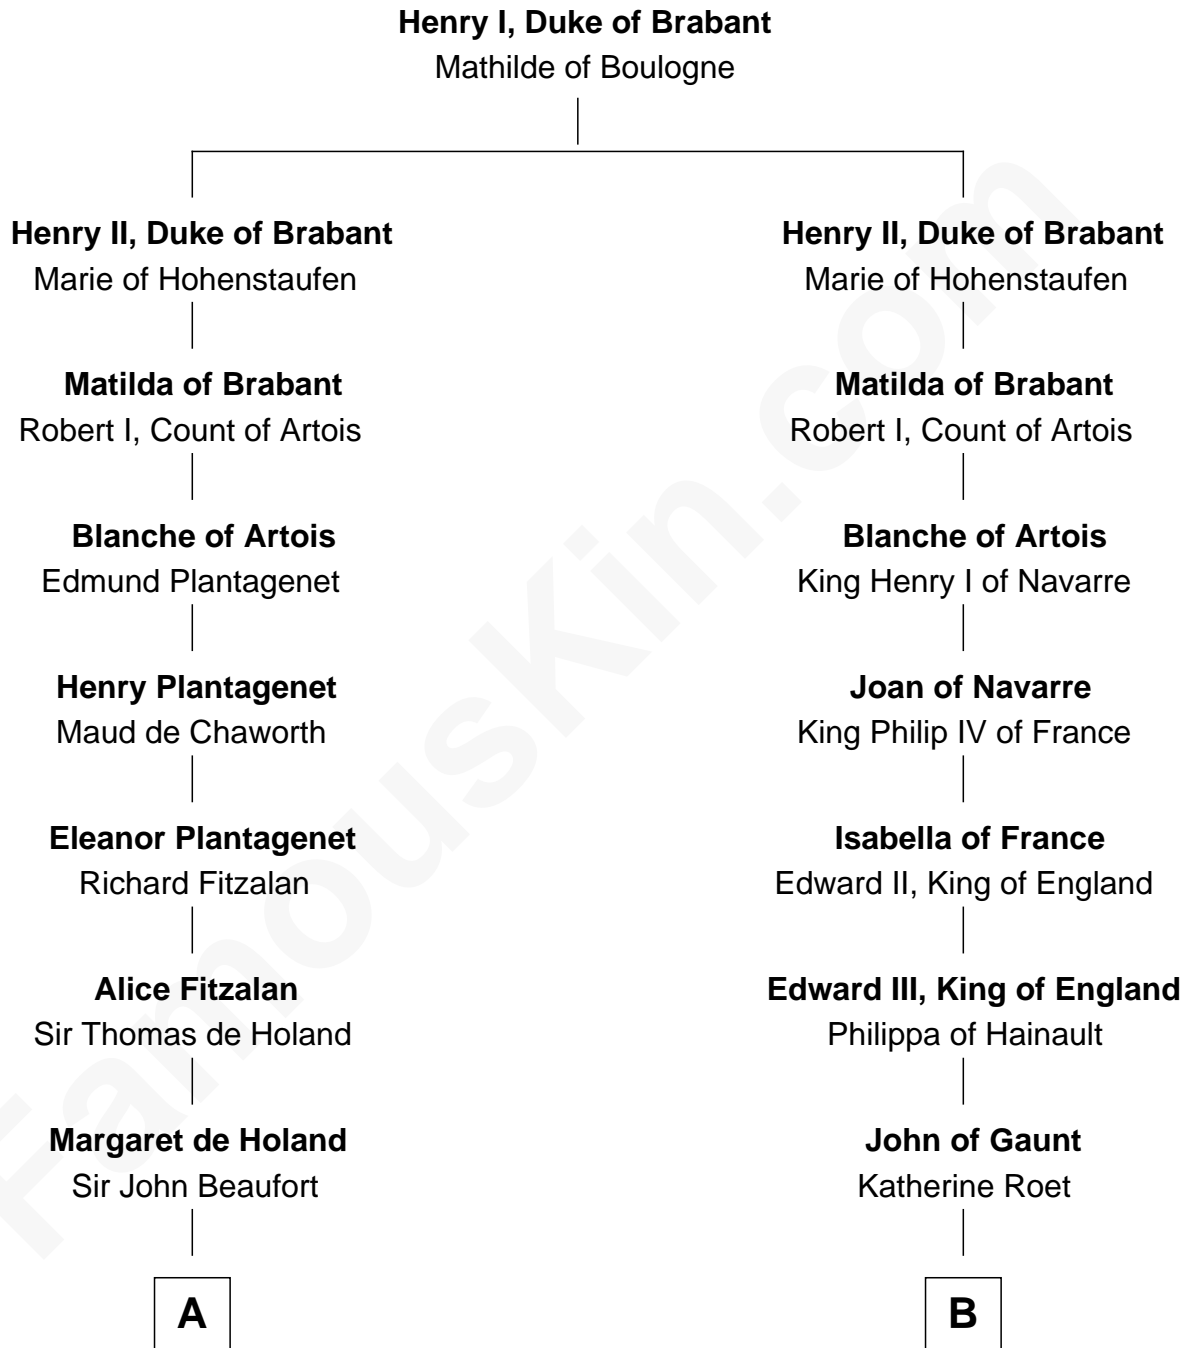 Henry I, Duke of Brabant
Mathilde of Boulogne
Henry II, Duke of Brabant
Marie of Hohenstaufen
Matilda of Brabant
Robert I, Count of Artois
Blanche of Artois
Edmund Plantagenet
Henry Plantagenet
Maud de Chaworth
Eleanor Plantagenet
Richard Fitzalan
Alice Fitzalan
Sir Thomas de Holand
Margaret de Holand
Sir John Beaufort
A
Henry II, Duke of Brabant
Marie of Hohenstaufen
Matilda of Brabant
Robert I, Count of Artois
Blanche of Artois
King Henry I of Navarre
Joan of Navarre
King Philip IV of France
Isabella of France
Edward II, King of England
Edward III, King of England
Philippa of Hainault
John of Gaunt
Katherine Roet
B
FamousKin.com